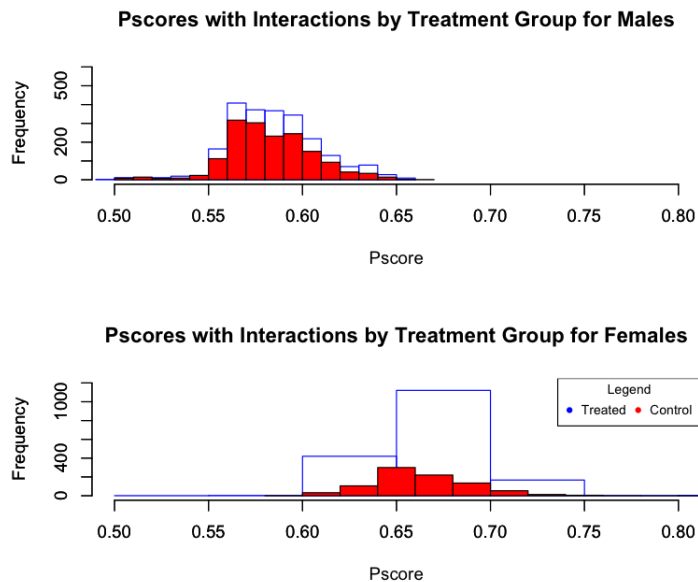 Pscores with Interactions by Treatment Group for Males
Frequency
500
200
0
0.50 0.55 0.60 0.65 0.70 0.75 0.80
Pscore
Pscores with Interactions by Treatment Group for Females
Frequency
1000
400
0
Legend
Treated Control
0.50 0.55 0.60 0.65 0.70 0.75 0.80
Pscore